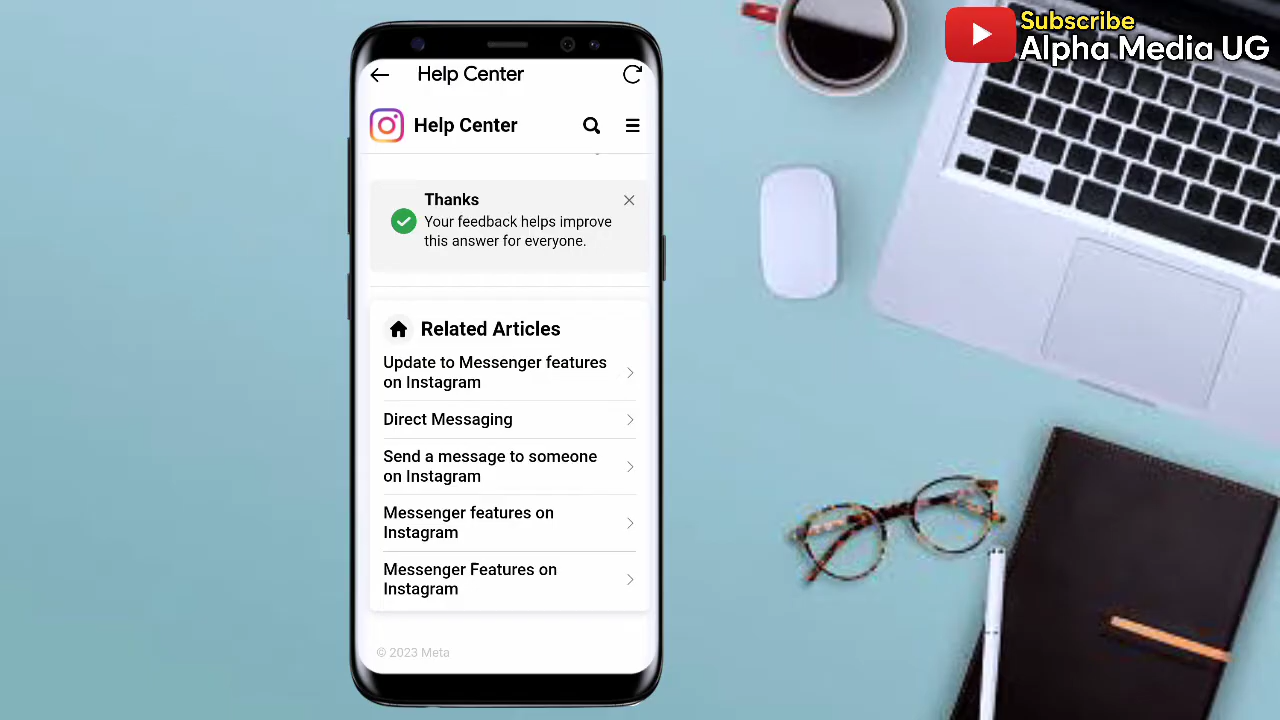 Subscribe
Alpha Media UG
Help Center
Help Center
Thanks
Your feedback helps improve
this answer for everyone.
Related Articles
Update to Messenger features
on Instagram
Direct Messaging
Send a message to someone
on Instagram
Messenger features on
Instagram
Messenger Features on
Instagram
© 2023 Meta